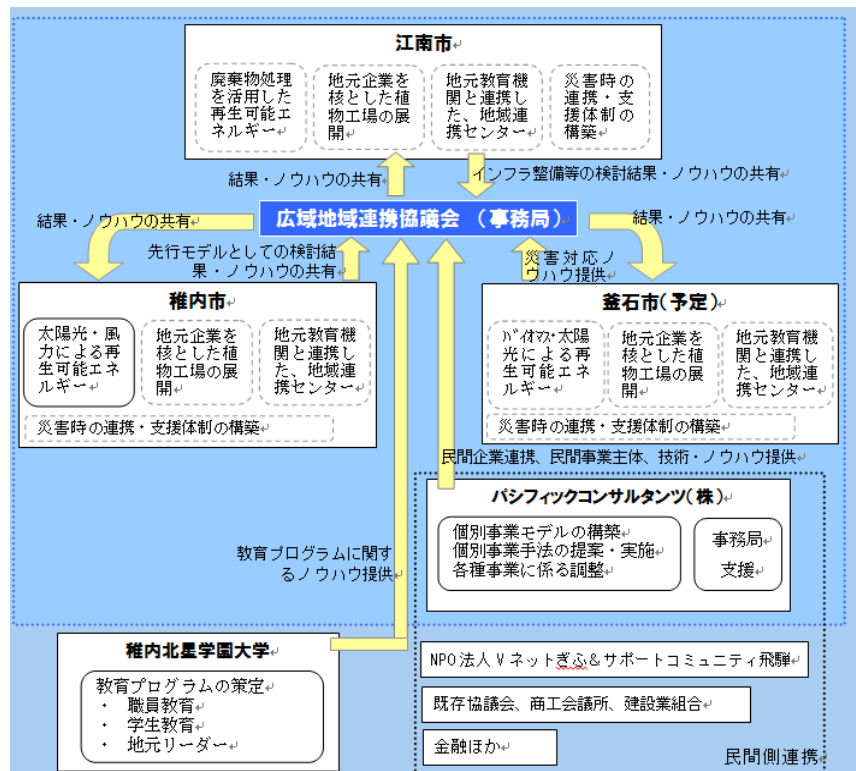 江南市
廃棄物処理
を活用した
再生可能エ
ネルギー
地元企業を
核とした植
物工場の展
開
地元教育機
関と連携し
た、地域連
携センター
災害時の
連携・支
援体制の
構築
結果・ノウハウの共有
インフラ整備等の検討結果・ノウハウの共有
結果・ノウハウの共有
広域地域連携協議会 (事務局)
結果・ノウハウの共有
先行モデルとしての検討結
果・ノウハウの共有
災害対応ノ
ウハウ提供
稚内市
太陽光・風
力による再
生可能エネ
ルギー
地元企業を
核とした植
物工場の展
開
地元教育機
関と連携し
た、地域連
携センター
災害時の連携・支援体制の構築
釜石市(予定)
バイオマス・太陽
光による再
生可能エネ
ルギー
地元企業を
核とした植
物工場の展
開
地元教育機
関と連携し
た、地域連
携センター
災害時の連携・支援体制の構築
民間企業連携、民間事業主体、技術・ノウハウ提供
パシフィックコンサルタンツ(株)
個別事業モデルの構築
個別事業手法の提案・実施
各種事業に係る調整
事務局
支援
教育プログラムに関す
るノウハウ提供
稚内北星学園大学
教育プログラムの策定
・ 職員教育
・ 学生教育
・ 地元リーダー
NPO法人Vネットぎふ&サポートコミュニティ飛騨
既存協議会、商工会議所、建設業組合
金融ほか
民間側連携